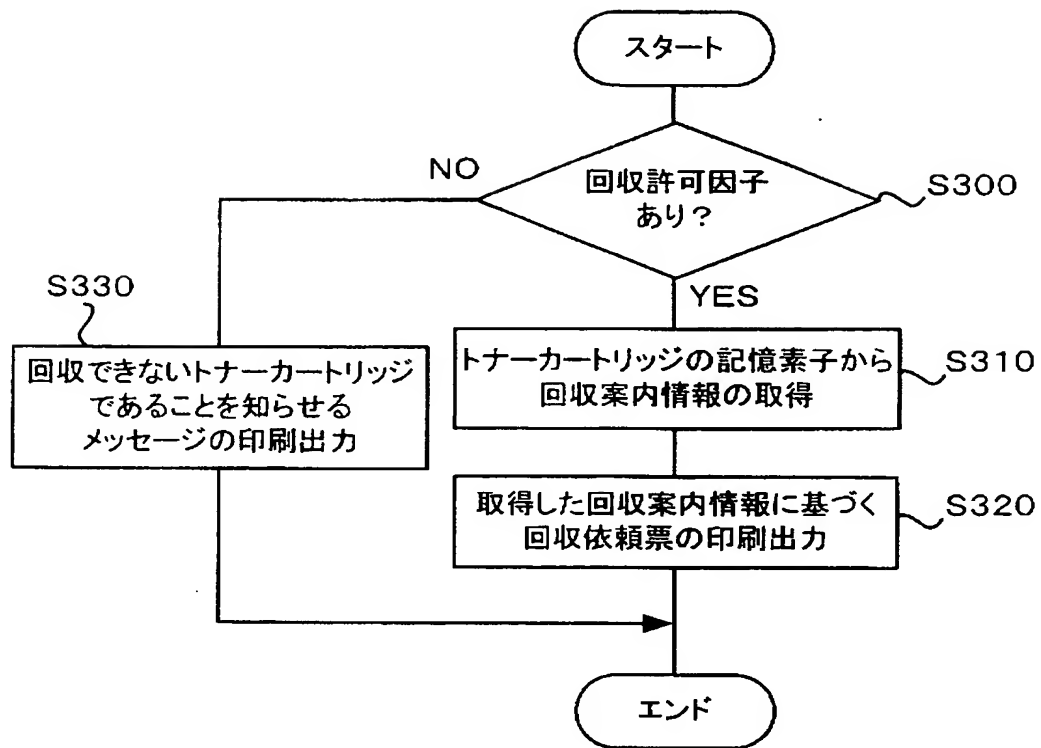 スタート
回収許可因子
あり？
S300
NO
YES
S330
回収できないトナーカートリッジ
であることを知らせる
メッセージの印刷出力
トナーカートリッジの記憶素子から
回収案内情報の取得
S310
取得した回収案内情報に基づく
回収依頼票の印刷出力
S320
エンド